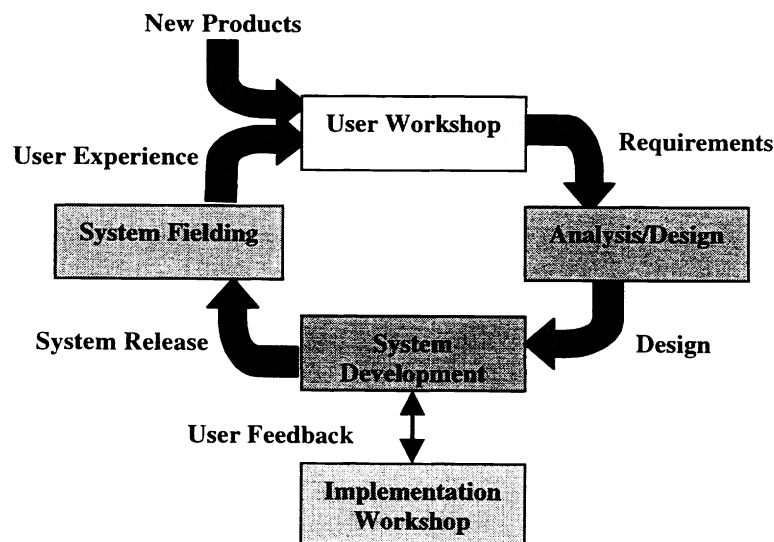 New Products
User Workshop
User Experience
Requirements
System Fielding
Analysis/Design
System Release
System
Development
Design
User Feedback
Implementation
Workshop